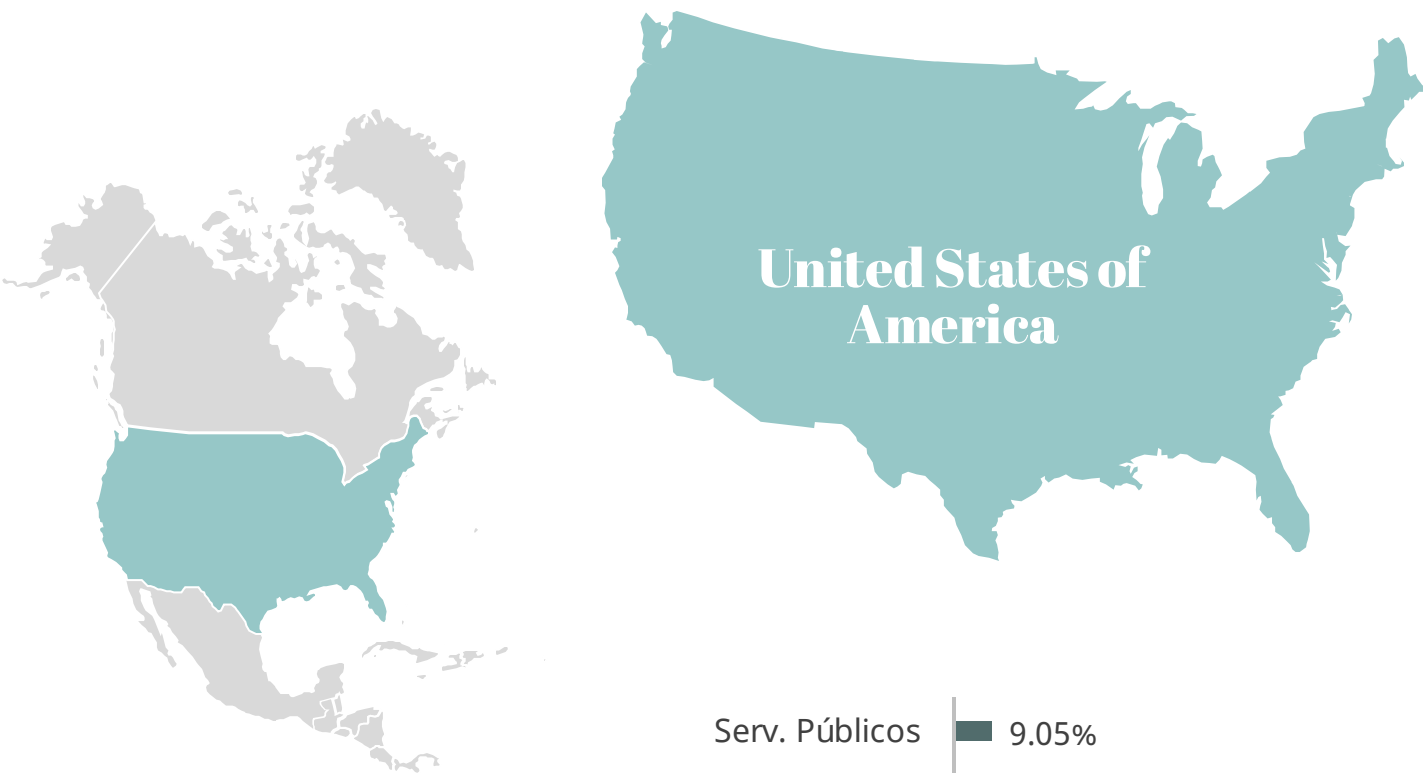 United States of
America
Serv. Públicos 9.05%